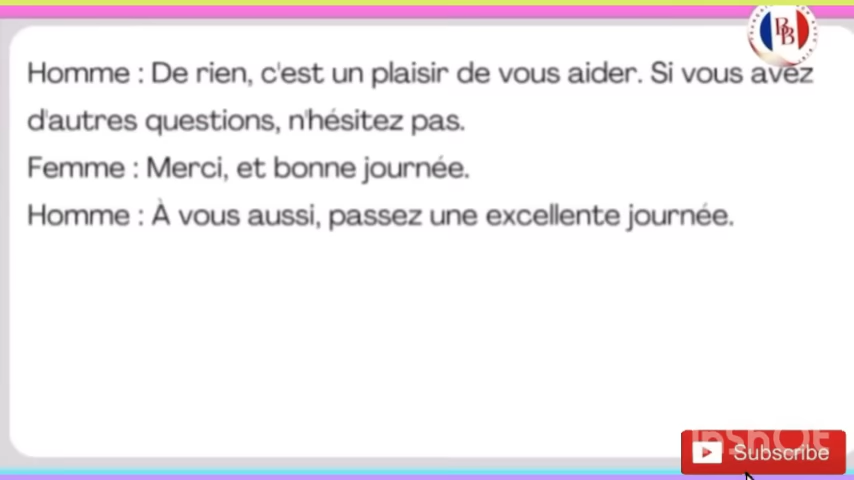 Homme : De rien, c'est un plaisir de vous aider. Si vous avez
d'autres questions, n'hésitez pas.
Femme : Merci, et bonne journée.
Homme : À vous aussi, passez une excellente journée.
InShOt
Subscribe